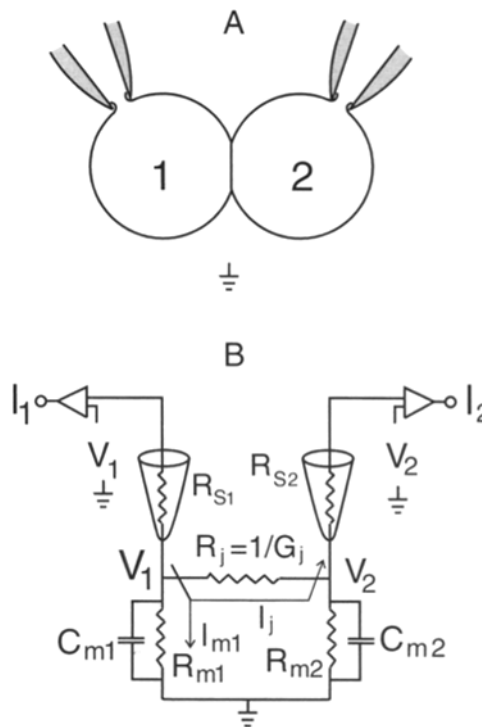 A
1 2
B
I1 I2
V1 V2
RS1 RS2
Rj=1/Gj
V1 V2
Cm1 Rm1 Im1 Ij Rm2 Cm2